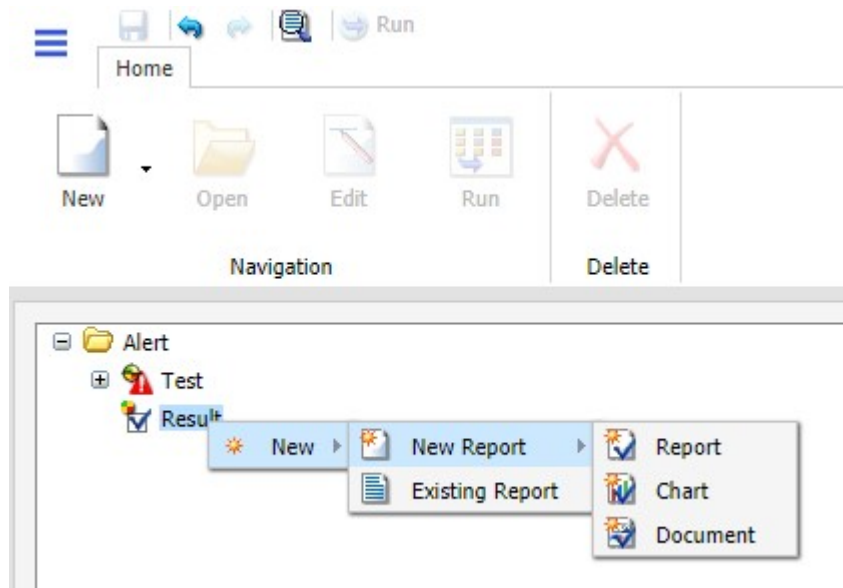 Run
Home
New Open Edit Run Delete
Navigation Delete
Alert
Test
Result
New New Report Report
Existing Report Chart
Document